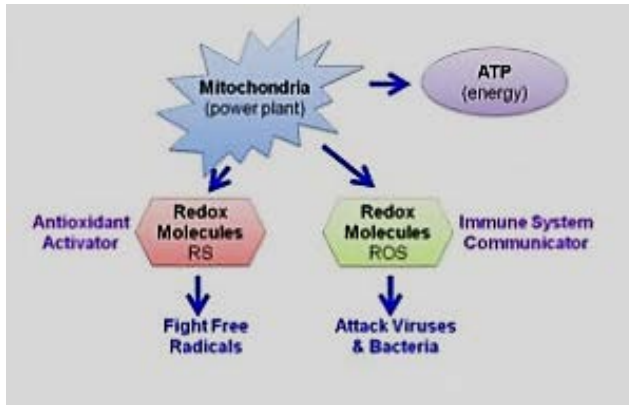 Mitochondria
(power plant)
ATP
(energy)
Antioxidant
Activator
Redox
Molecules
RS
Redox
Molecules
ROS
Immune System
Communicator
Fight Free
Radicals
Attack Viruses
& Bacteria